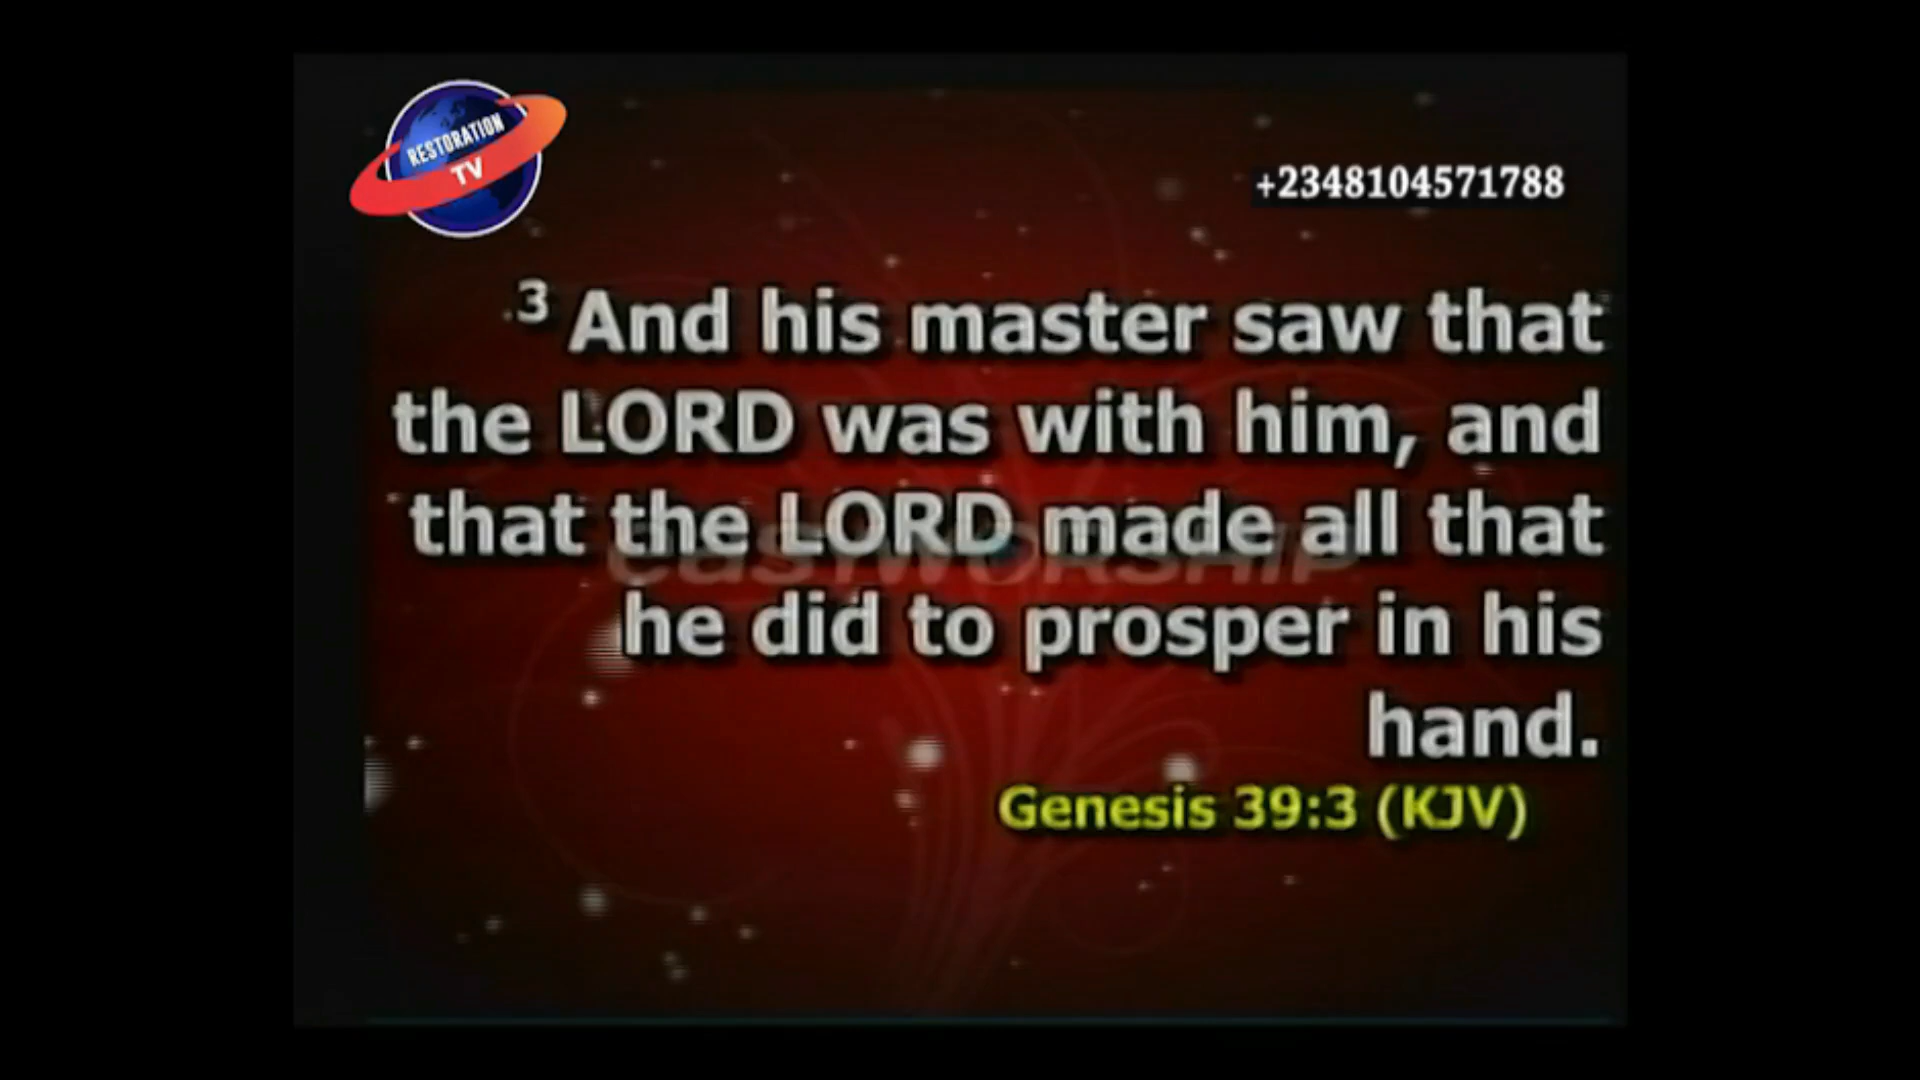 RESTORATION
TV
+2348104571788
3 And his master saw that
the LORD was with him, and
that the LORD made all that
he did to prosper in his
hand.
Genesis 39:3 (KJV)
easyworship